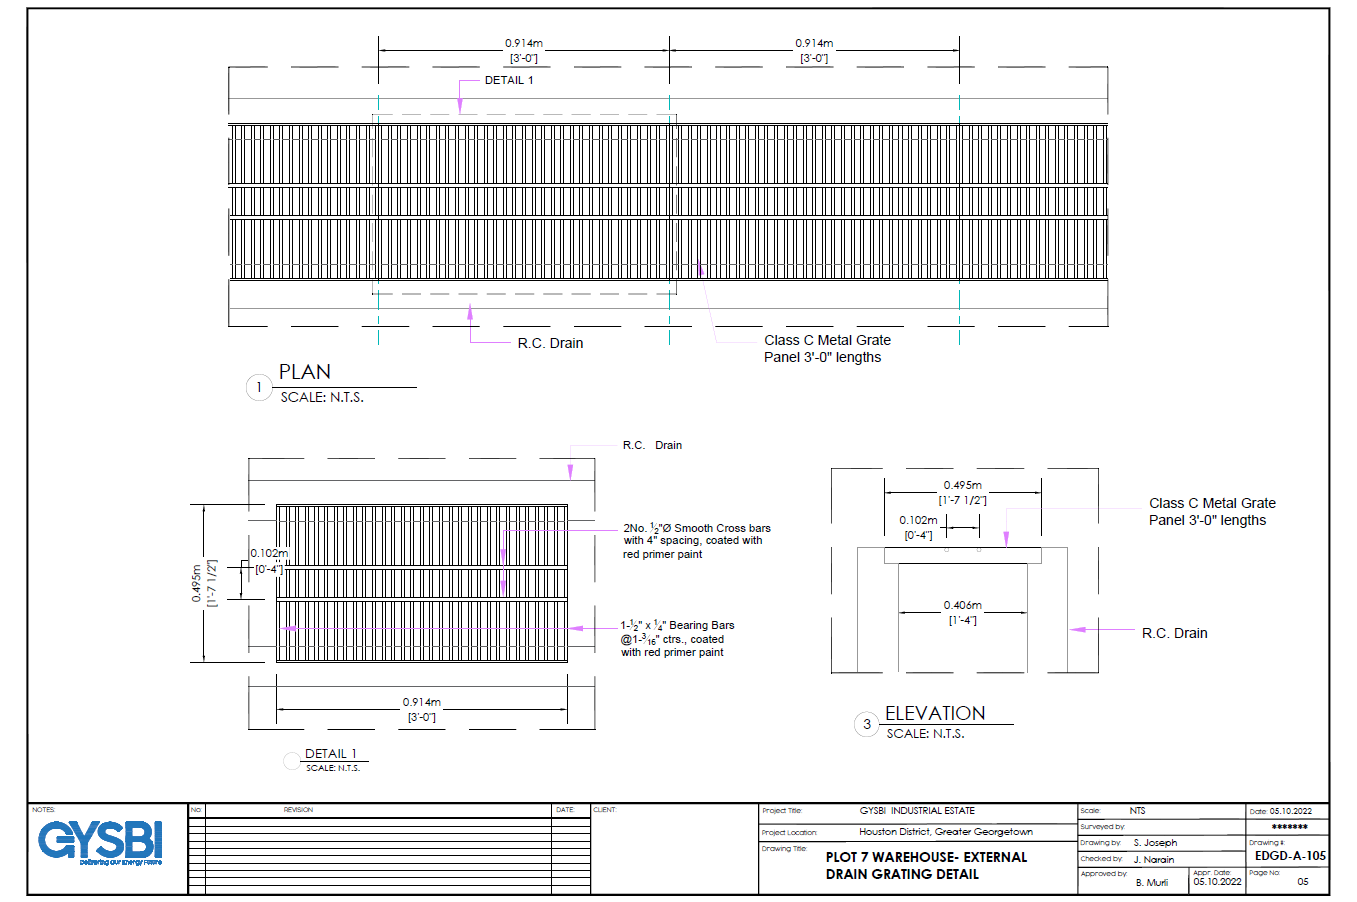 0.914m
[3'-0"]
0.914m
[3'-0"]
DETAIL 1
R.C. Drain
Class C Metal Grate
Panel 3'-0" lengths
1
PLAN
SCALE: N.T.S.
R.C. Drain
0.495m
[1'-7 1/2"]
0.102m
[0'-4"]
2No. 1/2"Ø Smooth Cross bars
with 4" spacing, coated with
red primer paint
1-1/2" x 1/4" Bearing Bars
@1-3/16" ctrs., coated
with red primer paint
0.914m
[3'-0"]
DETAIL 1
SCALE: N.T.S.
0.495m
[1'-7 1/2"]
0.102m
[0'-4"]
Class C Metal Grate
Panel 3'-0" lengths
0.406m
[1'-4"]
R.C. Drain
3
ELEVATION
SCALE: N.T.S.
NOTES:
GYSBI
Delivering Our Energy Future
No:
REVISION
DATE:
CLIENT:
Project Title:
GYSBI INDUSTRIAL ESTATE
Project Location:
Houston District, Greater Georgetown
Drawing Title:
PLOT 7 WAREHOUSE- EXTERNAL
DRAIN GRATING DETAIL
Scale:
NTS
Date: 05.10.2022
Surveyed by:
*******
Drawing by:
S. Joseph
Drawing #:
EDGD-A-105
Checked by:
J. Narain
Approved by:
B. Murli
Appr. Date:
05.10.2022
Page No:
05